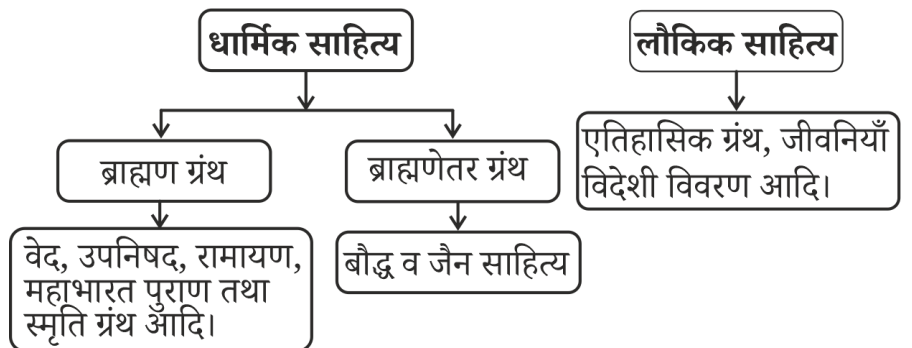 धार्मिक साहित्य
ब्राह्मण ग्रंथ
वेद, उपनिषद, रामायण,
महाभारत पुराण तथा
स्मृति ग्रंथ आदि।
ब्राह्मणेतर ग्रंथ
बौद्ध व जैन साहित्य
लौकिक साहित्य
एतिहासिक ग्रंथ, जीवनियाँ
विदेशी विवरण आदि।